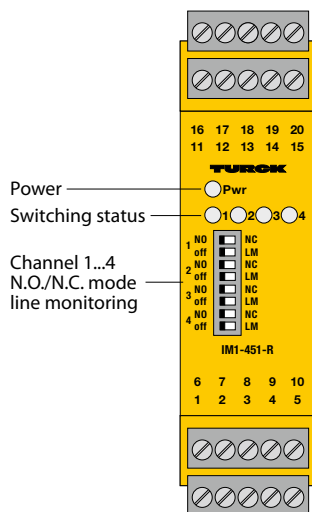 16 17 18 19 20
11 12 13 14 15
TURCK
Power
Pwr
Switching status
1 2 3 4
Channel 1...4
N.O./N.C. mode
line monitoring
1 NO NC
off LM
2 NO NC
off LM
3 NO NC
off LM
4 NO NC
off LM
IM1-451-R
6 7 8 9 10
1 2 3 4 5